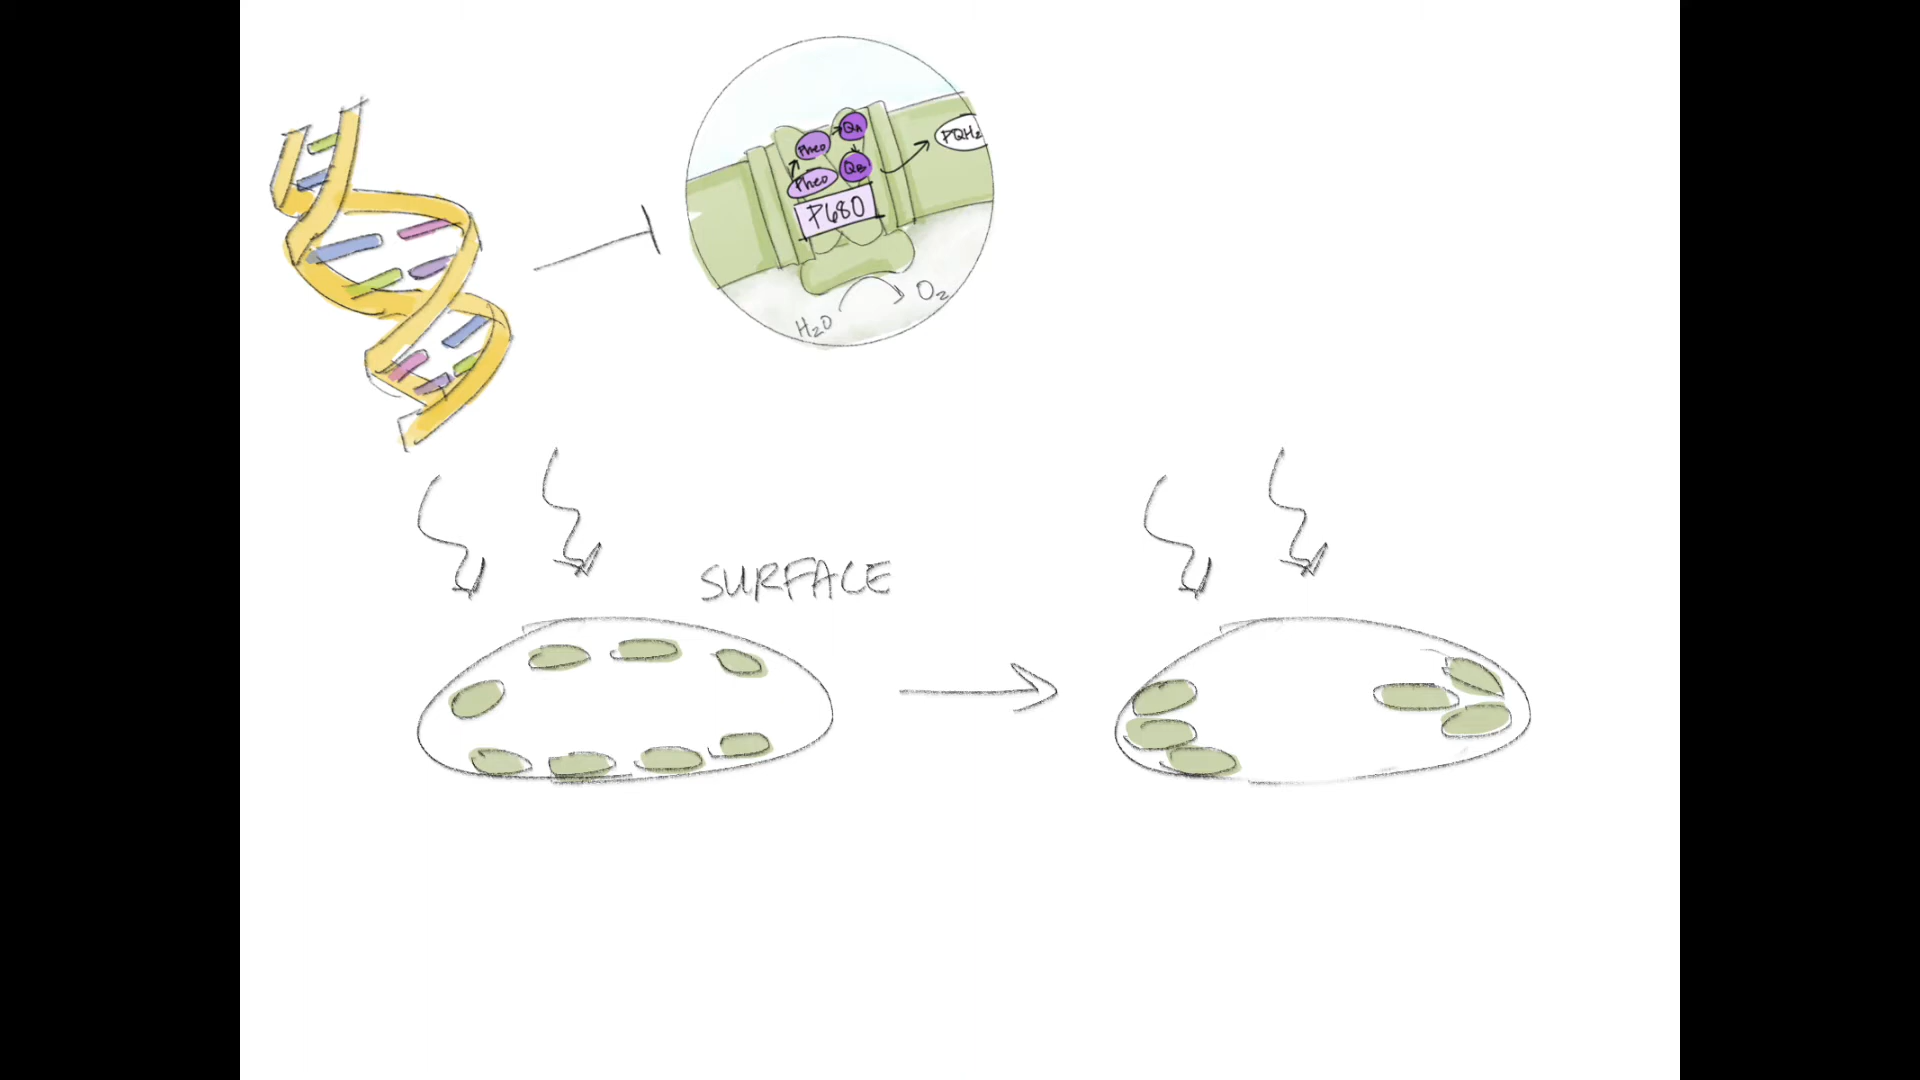 Pheo QA
Pheo QB
PQH2
P680
H2O
O2
SURFACE